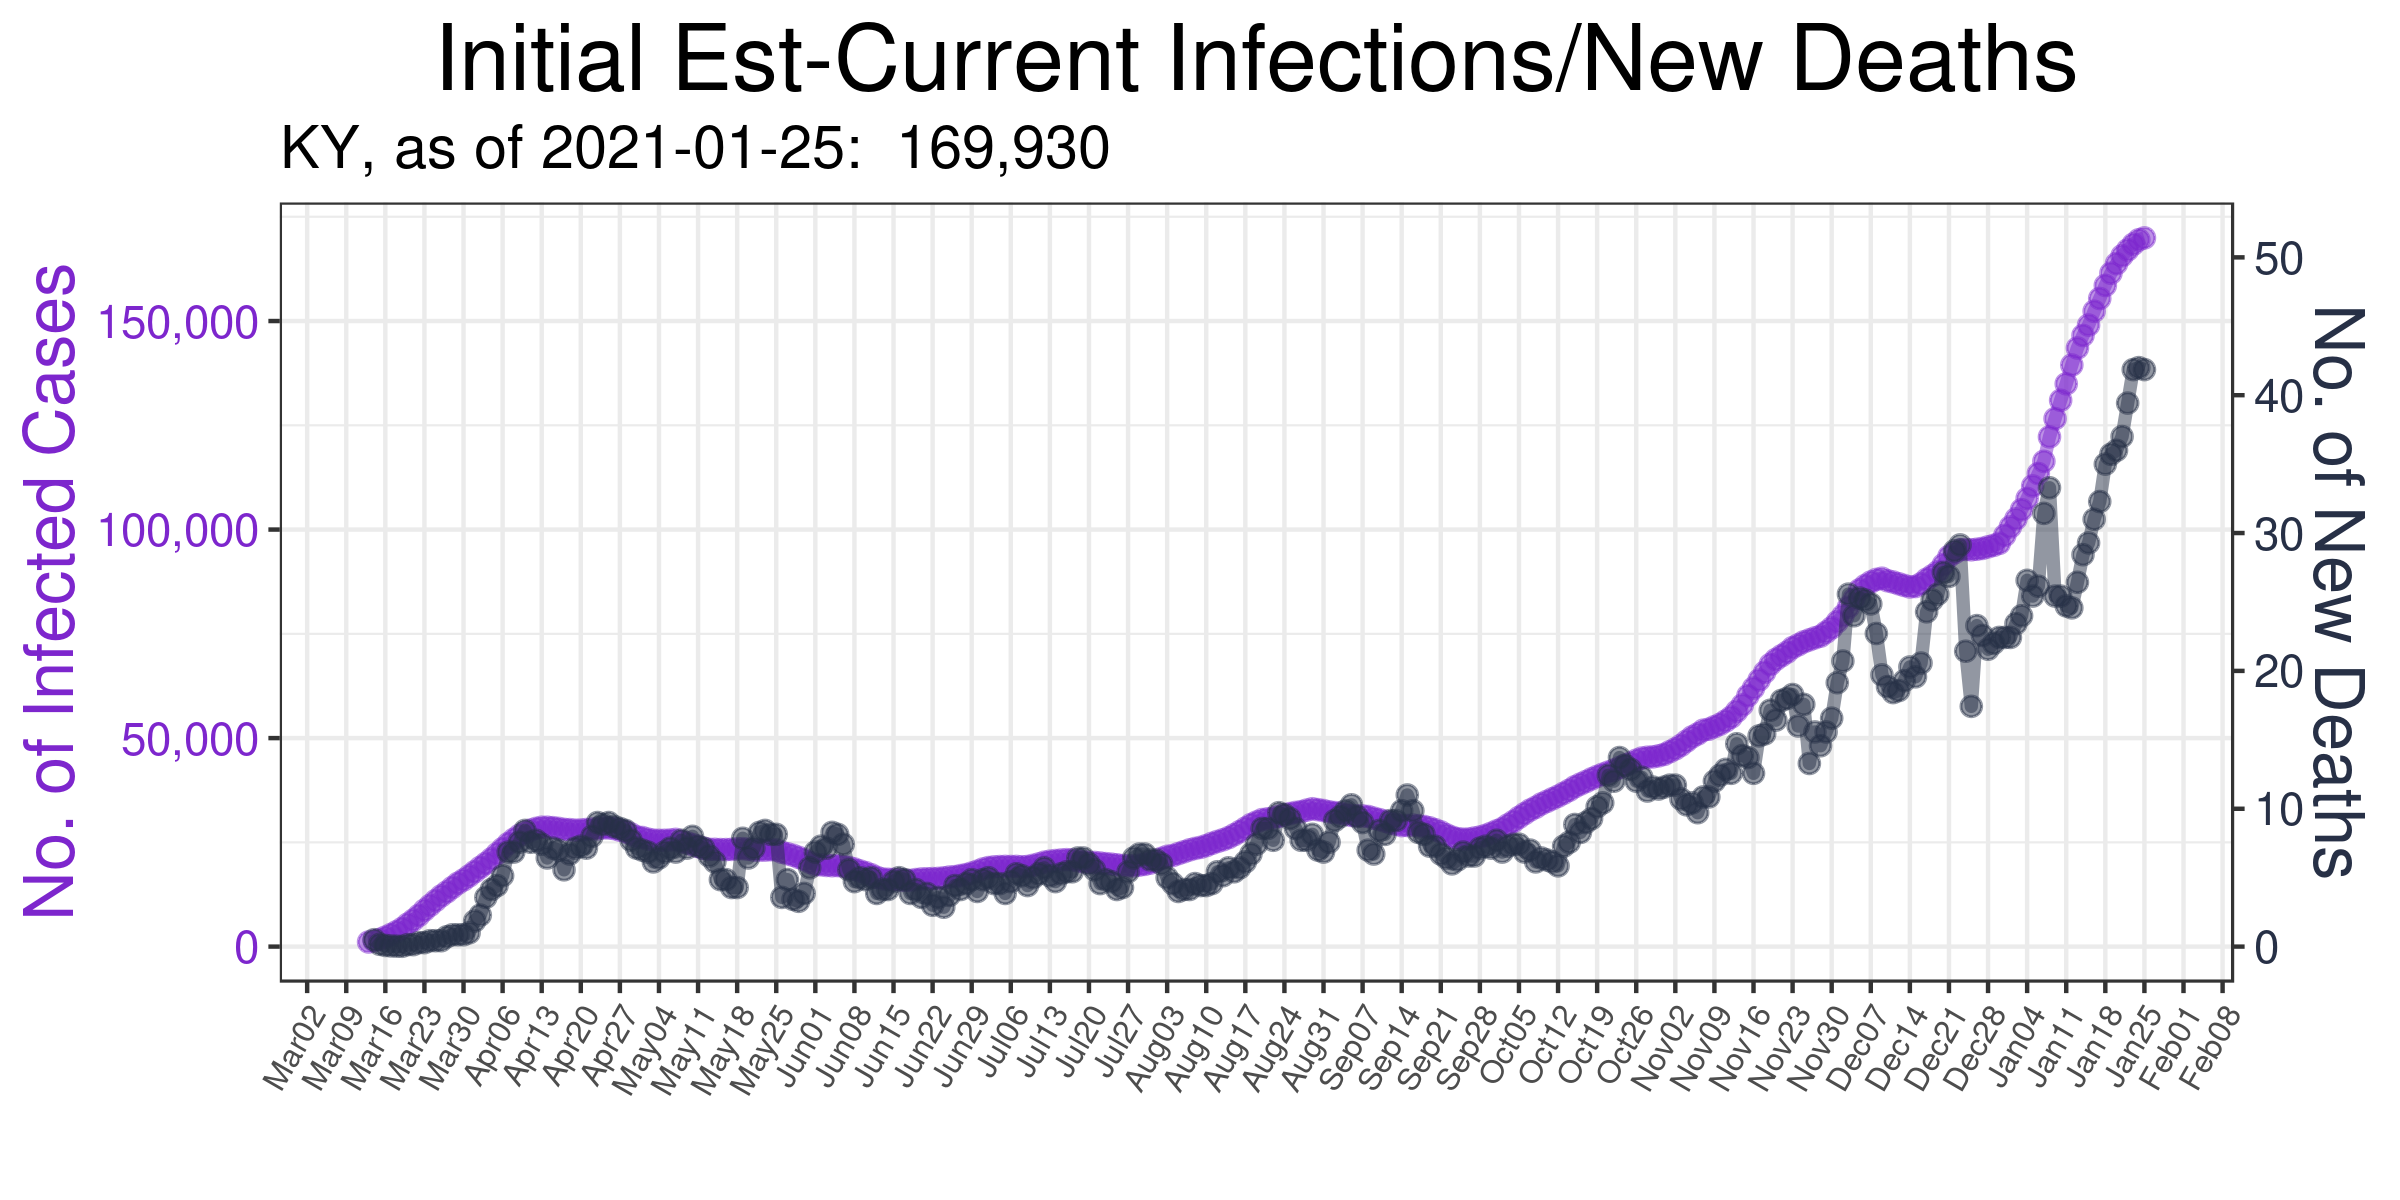 Initial Est-Current Infections/New Deaths
KY, as of 2021-01-25:  169,930
No. of Infected Cases
150,000
100,000
50,000
0
50
40
30
20
10
0
No. of New Deaths
Mar02
Mar09
Mar16
Mar23
Mar30
Apr06
Apr13
Apr20
Apr27
May04
May11
May18
May25
Jun01
Jun08
Jun15
Jun22
Jun29
Jul06
Jul13
Jul20
Jul27
Aug03
Aug10
Aug17
Aug24
Aug31
Sep07
Sep14
Sep21
Sep28
Oct05
Oct12
Oct19
Oct26
Nov02
Nov09
Nov16
Nov23
Nov30
Dec07
Dec14
Dec21
Dec28
Jan04
Jan11
Jan18
Jan25
Feb01
Feb08